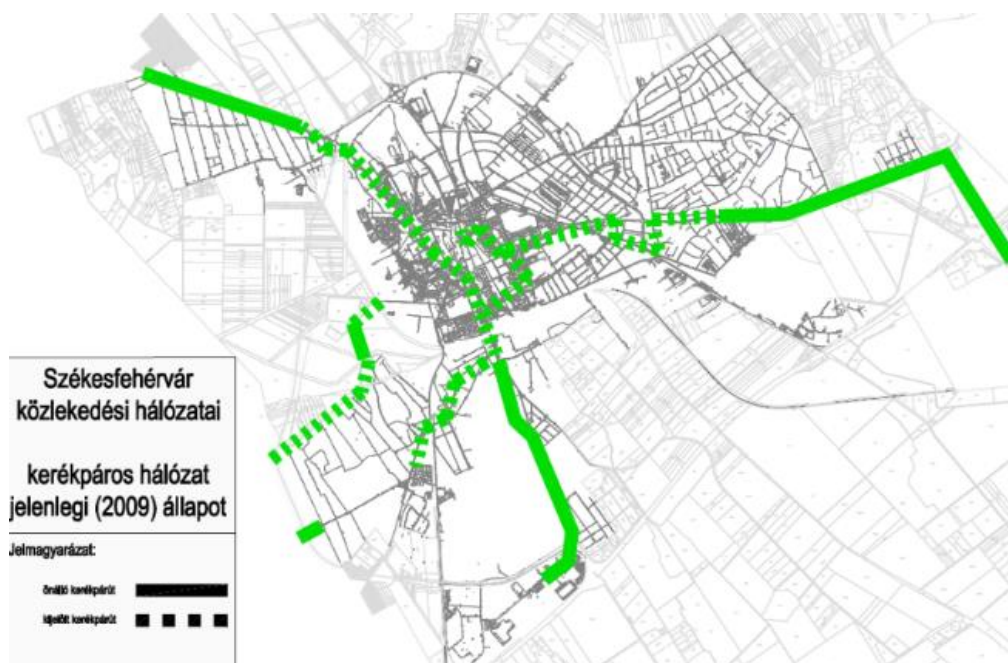 Székesfehérvár
közlekedési hálózatai
kerékpáros hálózat
jelenlegi (2009) állapot
Jelmagyarázat:
önálló kerékpárút
kijelölt kerékpárút